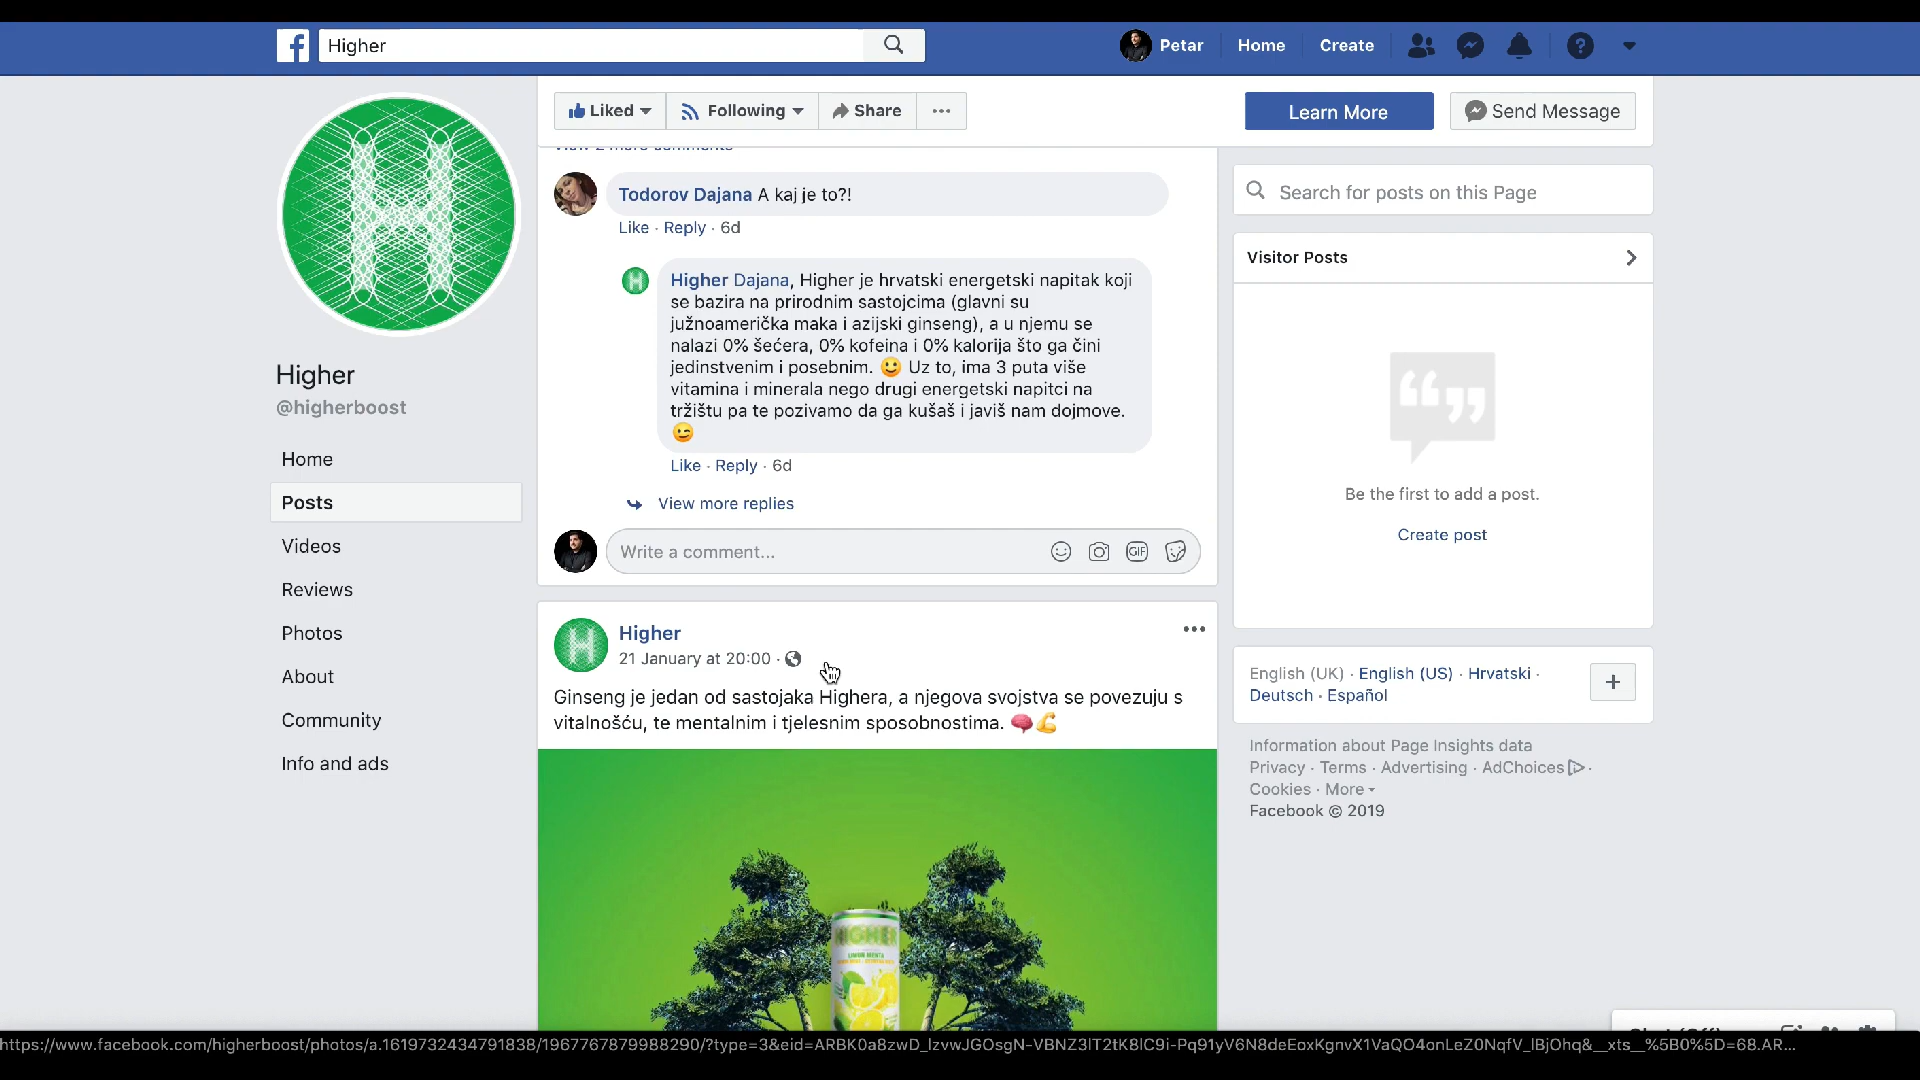 Higher
Petar
Home
Create
Liked
Following
Share
Learn More
Send Message
Higher
@higherboost
Home
Posts
Videos
Reviews
Photos
About
Community
Info and ads
View 2 more comments
Todorov Dajana A kaj je to?!
Like · Reply · 6d
Higher Dajana, Higher je hrvatski energetski napitak koji
se bazira na prirodnim sastojcima (glavni su
južnoamerička maka i azijski ginseng), a u njemu se
nalazi 0% šećera, 0% kofeina i 0% kalorija što ga čini
jedinstvenim i posebnim. 🙂 Uz to, ima 3 puta više
vitamina i minerala nego drugi energetski napitci na
tržištu pa te pozivamo da ga kušaš i javiš nam dojmove.
😉
Like · Reply · 6d
View more replies
Write a comment...
GIF
Higher
21 January at 20:00 ·
Ginseng je jedan od sastojaka Highera, a njegova svojstva se povezuju s
vitalnošću, te mentalnim i tjelesnim sposobnostima. 🧠💪
HIGHER
Search for posts on this Page
Visitor Posts
Be the first to add a post.
Create post
English (UK) · English (US) · Hrvatski ·
Deutsch · Español
Information about Page Insights data
Privacy · Terms · Advertising · AdChoices ·
Cookies · More
Facebook © 2019
https://www.facebook.com/higherboost/photos/a.1619732434791838/1967767879988290/?type=3&eid=ARBK0a8zwD_lzvwJGOsgN-VBNZ3lT2tK8lC9i-Pq91yV6N8deEoxKgnvX1VaQO4onLeZ0NqfV_lBjOhq&__xts__%5B0%5D=68.AR...